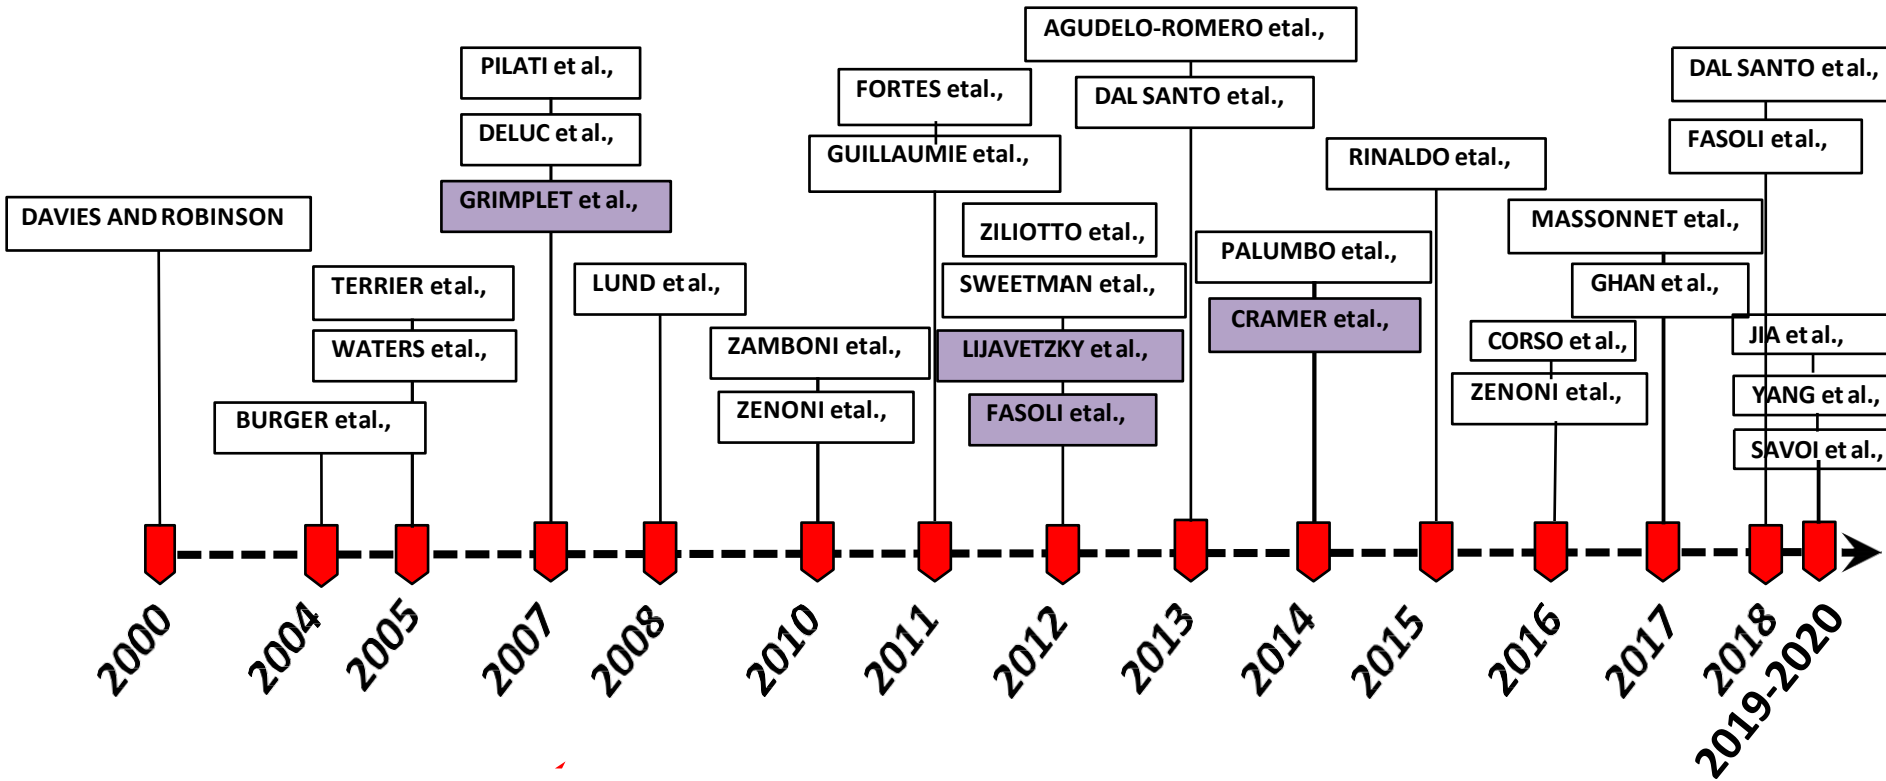 AGUDELO-ROMERO etal.,
PILATI et al.,
DAL SANTO et al.,
FORTES etal.,
DAL SANTO etal.,
DELUC et al.,
FASOLI etal.,
GUILLAUMIE etal.,
RINALDO etal.,
GRIMPLET et al.,
DAVIES AND ROBINSON
MASSONNET etal.,
ZILIOTTO etal.,
PALUMBO etal.,
TERRIER etal.,
LUND et al.,
SWEETMAN etal.,
GHAN et al.,
CRAMER etal.,
WATERS etal.,
ZAMBONI etal.,
LIJAVETZKY et al.,
CORSO et al.,
JIA et al.,
ZENONI etal.,
YANG et al.,
BURGER etal.,
ZENONI etal.,
FASOLI etal.,
SAVOI et al.,
2000
2004
2005
2007
2008
2010
2011
2012
2013
2014
2015
2016
2017
2018
2019-2020